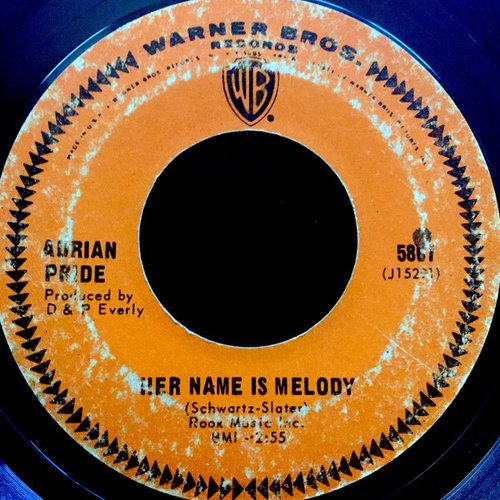 WARNER BROS.
RECORDS
WB
ADRIAN
PRIDE
Produced by
D & P Everly
HER NAME IS MELODY
(Schwartz-Slater)
Rook Music Inc.
BMI - 2:55